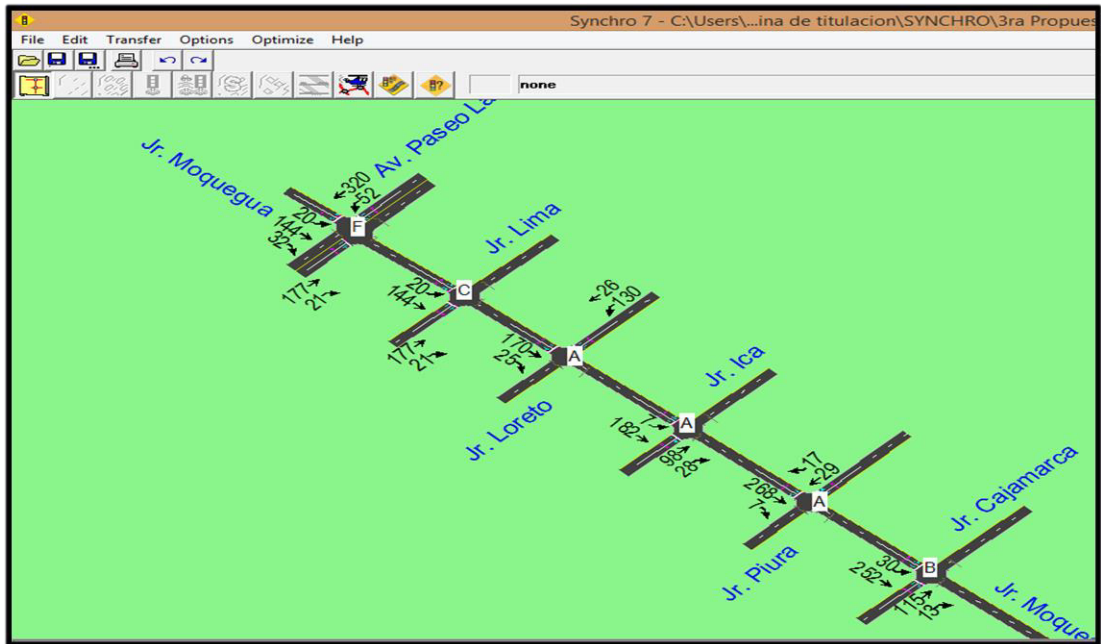 Synchro 7 - C:\Users\...ina de titulacion\SYNCHRO\3ra Propues
File Edit Transfer Options Optimize Help
none
Jr. Moquegua
Av. Paseo La
320
52
20
144
32
F
177
21
Jr. Lima
20
144
C
177
21
26
130
170
25
A
Jr. Loreto
Jr. Ica
7
182
A
98
28
17
29
268
7
A
Jr. Piura
Jr. Cajamarca
30
252
B
115
13
Jr. Moque